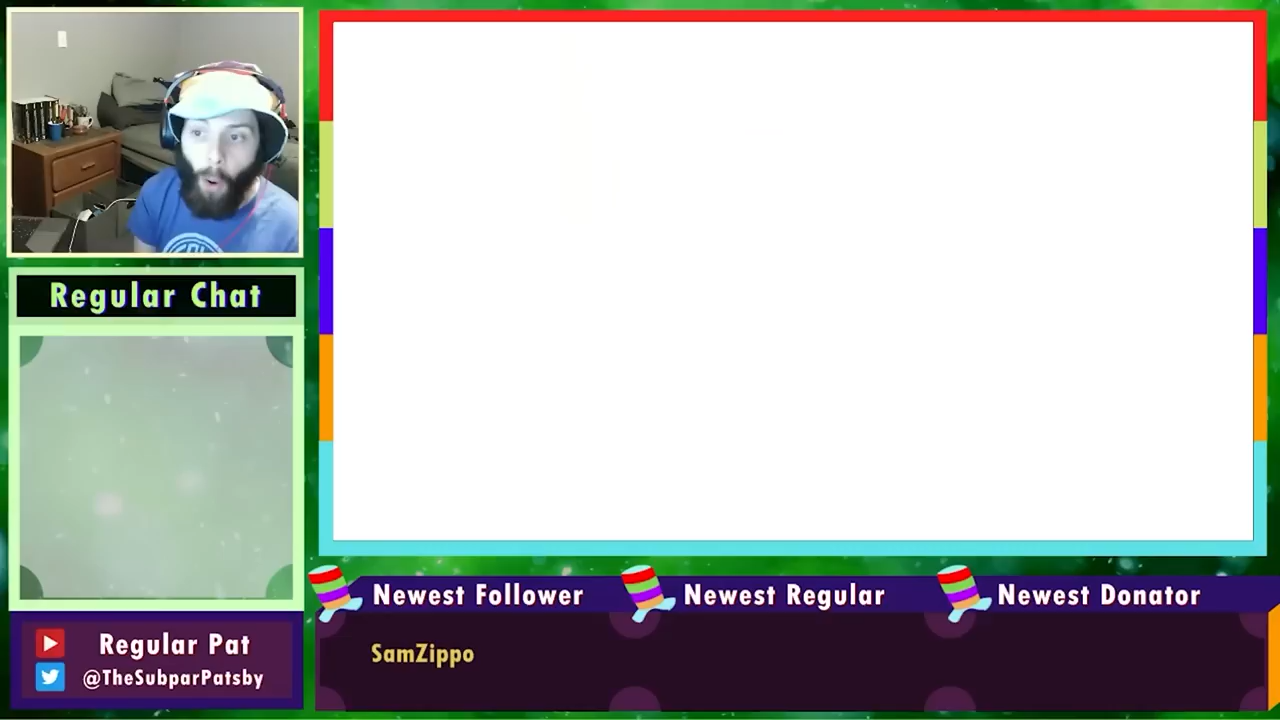 Regular Chat
Regular Pat
@TheSubparPatsby
Newest Follower
Newest Regular
Newest Donator
SamZippo